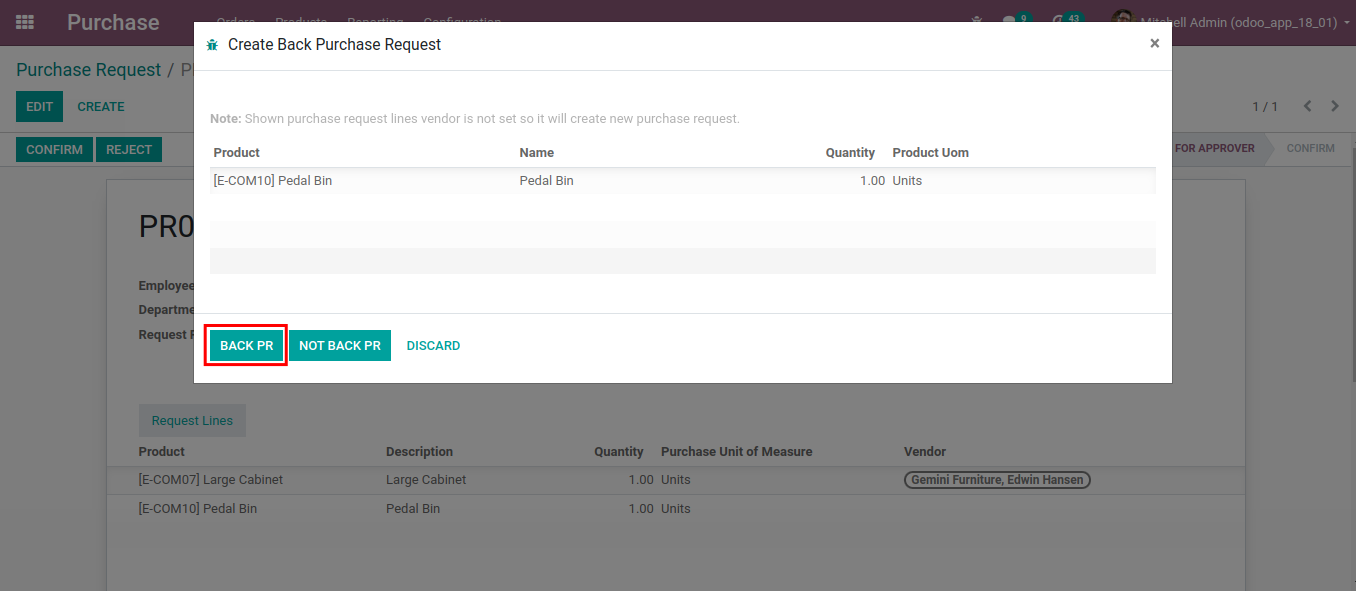 Purchase Orders Products Reporting Configuration 9 43 Mitchell Admin (odoo_app_18_01)
Create Back Purchase Request ×
Purchase Request /
EDIT CREATE 1 / 1
Note: Shown purchase request lines vendor is not set so it will create new purchase request.
CONFIRM REJECT FOR APPROVER CONFIRM
Product Name Quantity Product Uom
[E-COM10] Pedal Bin Pedal Bin 1.00 Units
PR0
Employee
Departme
Request
BACK PR NOT BACK PR DISCARD
Request Lines
Product Description Quantity Purchase Unit of Measure Vendor
[E-COM07] Large Cabinet Large Cabinet 1.00 Units Gemini Furniture, Edwin Hansen
[E-COM10] Pedal Bin Pedal Bin 1.00 Units